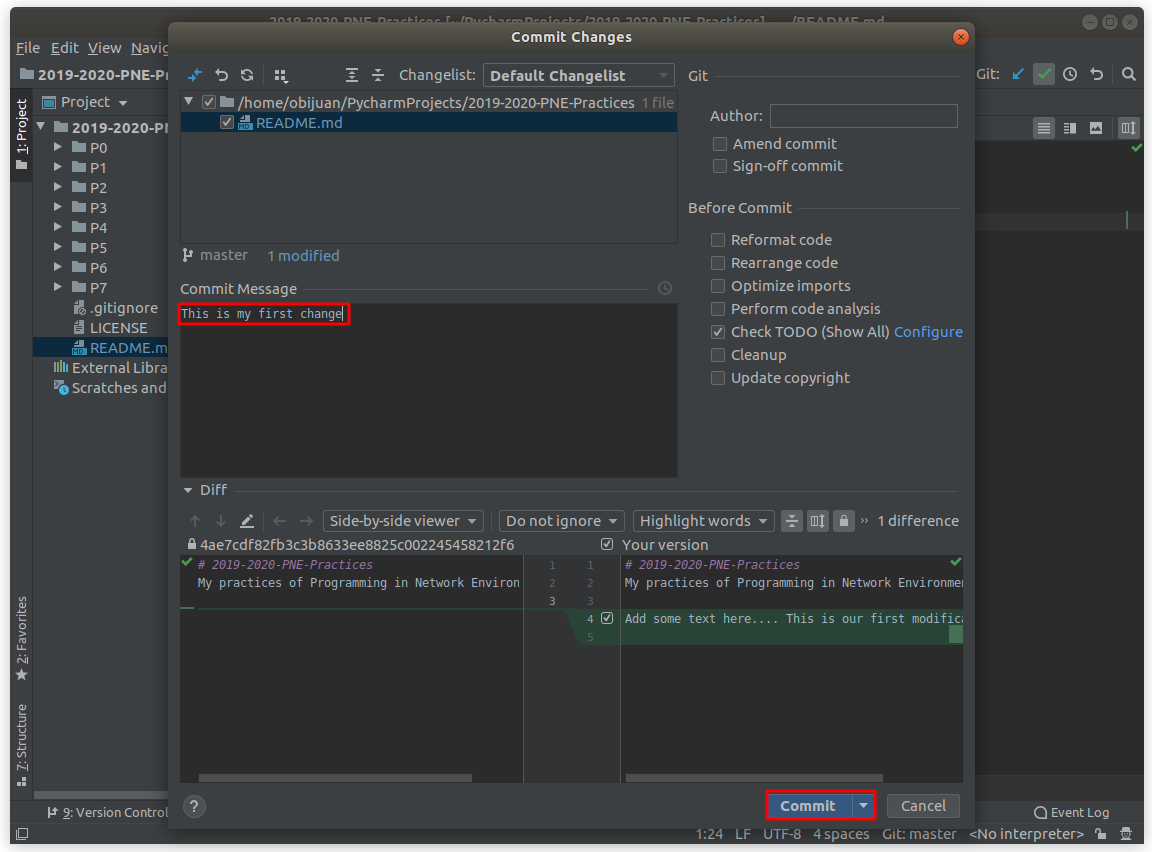 2019-2020-PNE-Practices [~/PycharmProjects/2019-2020-PNE-Practices] - .../README.md
Commit Changes
File Edit View Navig
2019-2020-PNE-P
Changelist: Default Changelist
Git
Git:
Project
/home/obijuan/PycharmProjects/2019-2020-PNE-Practices 1 file
README.md
Author:
Amend commit
Sign-off commit
1: Project
2019-2020-PN
P0
P1
P2
P3
P4
P5
P6
P7
.gitignore
LICENSE
README.m
External Libra
Scratches and
Before Commit
Reformat code
Rearrange code
Optimize imports
Perform code analysis
Check TODO (Show All) Configure
Cleanup
Update copyright
master 1 modified
Commit Message
This is my first change
Diff
Side-by-side viewer Do not ignore Highlight words » 1 difference
4ae7cdf82fb3c3b8633ee8825c002245458212f6 Your version
# 2019-2020-PNE-Practices 1 1 # 2019-2020-PNE-Practices
My practices of Programming in Network Environ 2 2 My practices of Programming in Network Environme
3 3
4 Add some text here.... This is our first modifica
5
2: Favorites
7: Structure
? Commit Cancel
9: Version Control
Event Log
1:24 LF UTF-8 4 spaces Git: master <No interpreter>